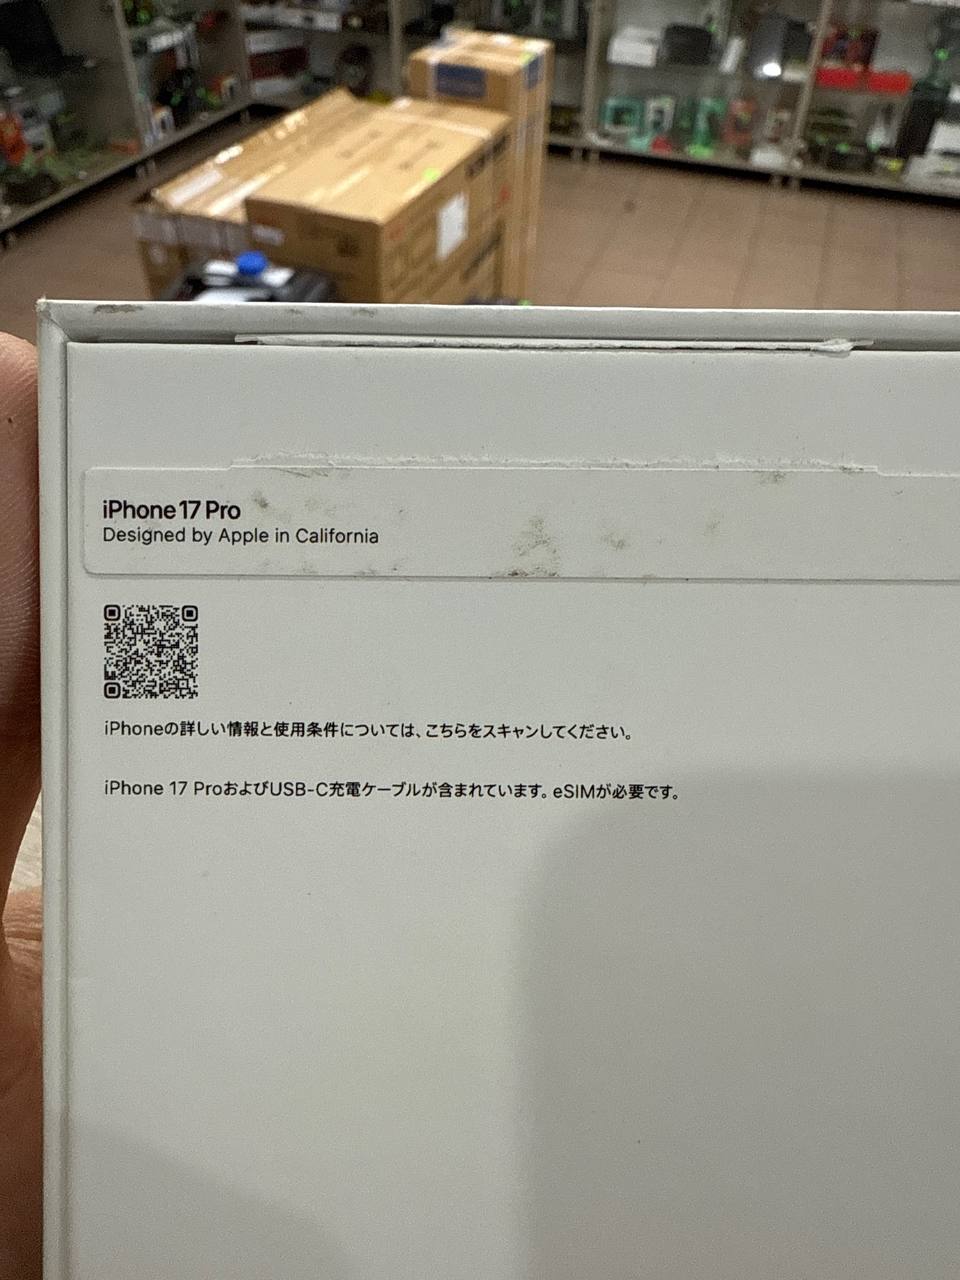 iPhone 17 Pro
Designed by Apple in California
iPhoneの詳しい情報と使用条件については、こちらをスキャンしてください。
iPhone 17 ProおよびUSB-C充電ケーブルが含まれています。eSIMが必要です。